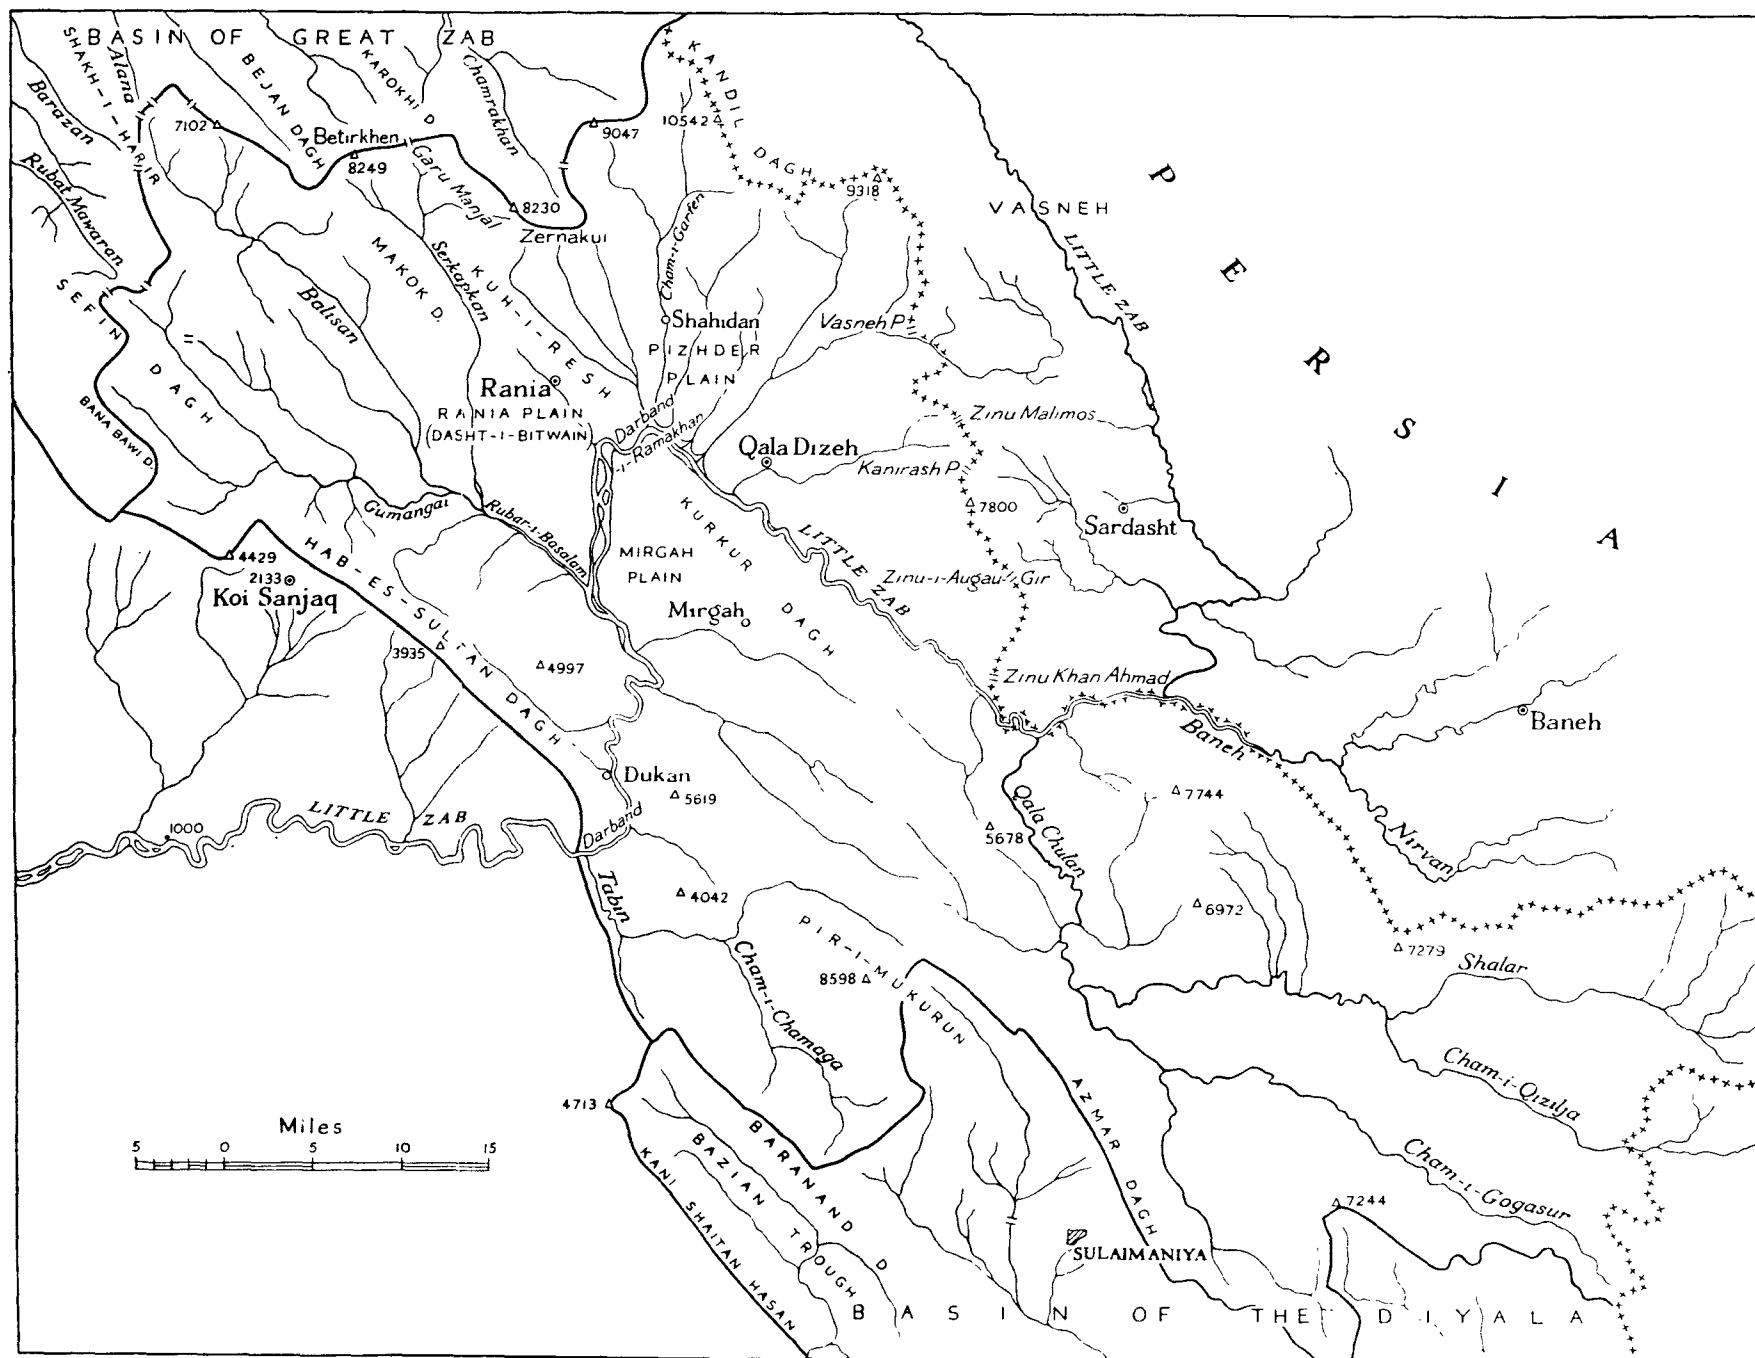 BASIN OF GREAT ZAB
SHAKH-I-HARIR
Alana
BEJAN DAGH
KAROKHI D
Chamrakhan
KANDIL DAGH
Barazan
7102
Betirkhen
8249
Garu Manjal
9047
10542
9318
Rubat Mawaran
8230
Zernakui
Cham-i-Garfen
VASNEH
PERSIA
LITTLE ZAB
SEFIN DAGH
MAKOK D.
Serkapkan
KUH-I-RESH
Balisan
Shahidan
PIZHDER
PLAIN
Vasneh P
BANA BAWI D.
Rania
RANIA PLAIN
(DASHT-I-BITWAIN)
Darband
-i-Ramakhan
Zinu Malimos
Qala Dizeh
Kanirash P
7800
Sardasht
Gumangai
Rubar-i-Basalam
KURKUR DAGH
LITTLE ZAB
4429
2133
Koi Sanjaq
HAB-ES-SULTAN DAGH
MIRGAH
PLAIN
Mirgah
Zinu-i-Augau Gir
3935
4997
Zinu Khan Ahmad
Baneh
Baneh
Dukan
5619
LITTLE ZAB
1000
Darband
Qala Chulan
5678
7744
Nirvan
Tabin
4042
6972
PIR-I-MUKURUN
8598
7279
Shalar
Cham-i-Chamaga
Cham-i-Qizilja
AZMAR DAGH
4713
Miles
5 0 5 10 15
BARANAND D
BAZIAN TROUGH
KANI SHAITAN HASAN
Cham-i-Gogasur
7244
SULAIMANIYA
BASIN OF THE DIYALA